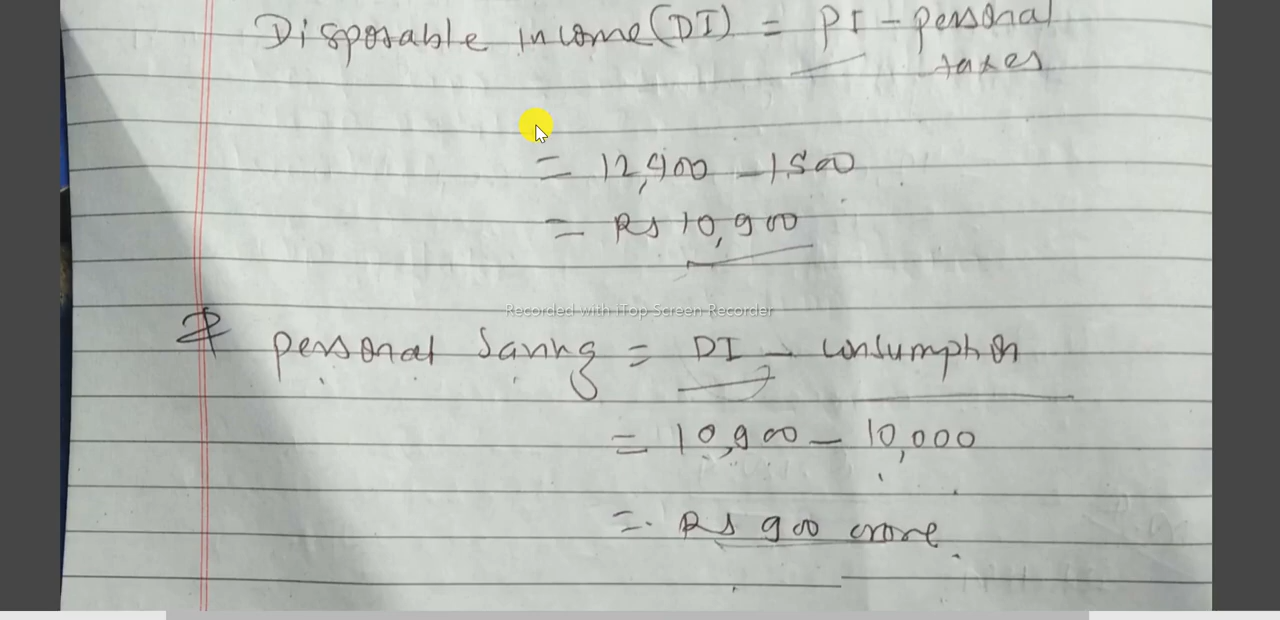 Disposable income (DI) = PI - personal
taxes
= 12,400 - 1500
= Rs 10,900
Recorded with iTop Screen Recorder
# personal Saving = DI - consumption
= 10,900 - 10,000
= Rs 900 crore